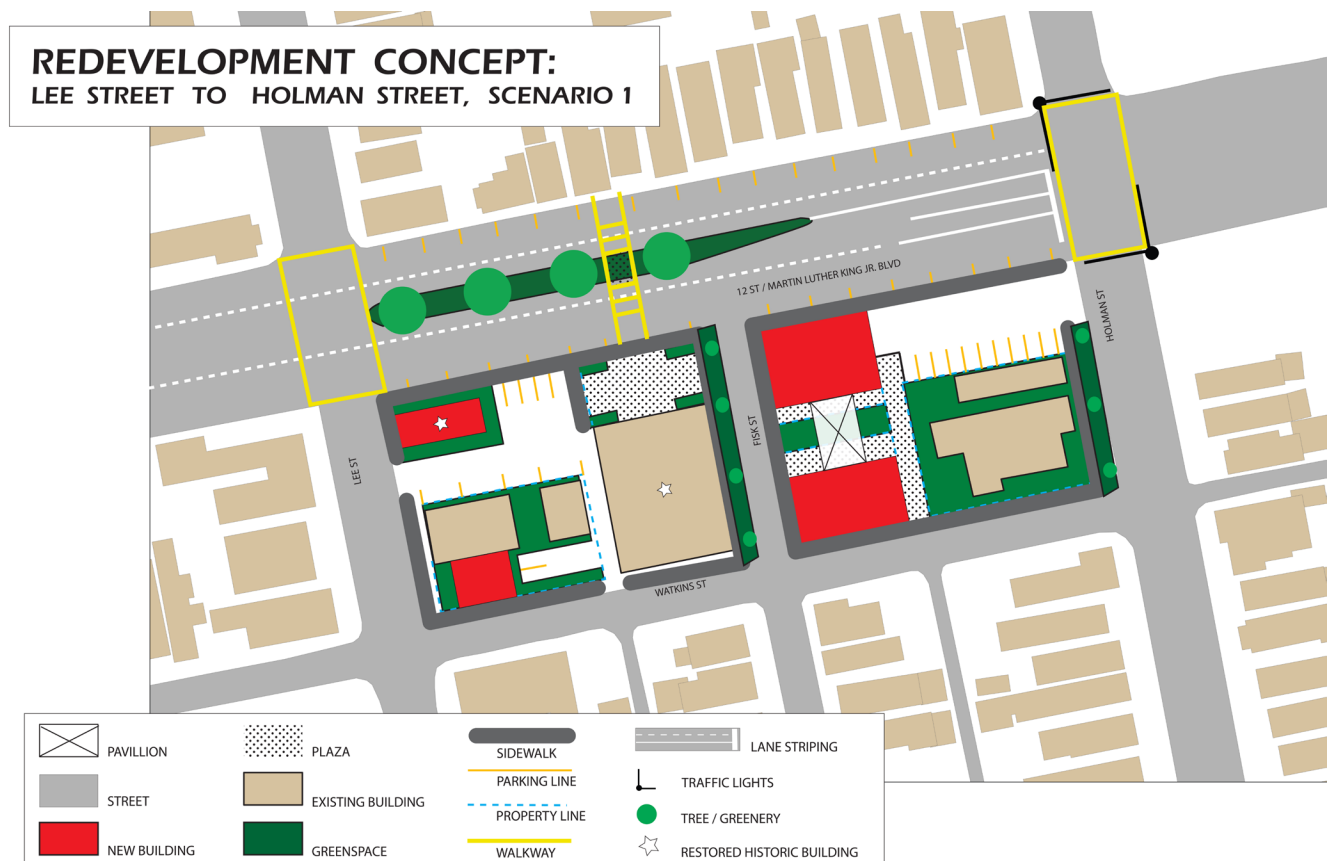 REDEVELOPMENT CONCEPT:
LEE STREET TO HOLMAN STREET, SCENARIO 1
12 ST / MARTIN LUTHER KING JR. BLVD
HOLMAN ST
FISK ST
LEE ST
WATKINS ST
PAVILLION
PLAZA
SIDEWALK
LANE STRIPING
STREET
EXISTING BUILDING
PARKING LINE
TRAFFIC LIGHTS
PROPERTY LINE
TREE / GREENERY
NEW BUILDING
GREENSPACE
WALKWAY
RESTORED HISTORIC BUILDING